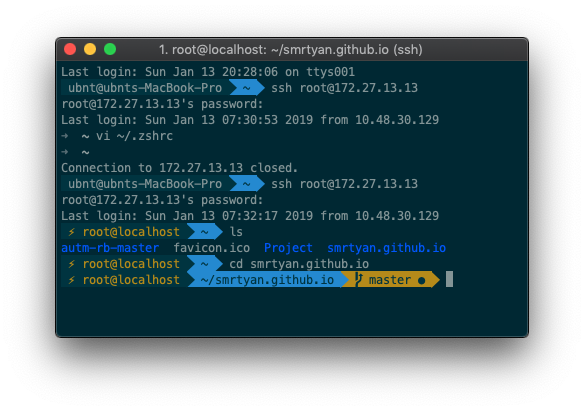 1. root@localhost: ~/smrtyan.github.io (ssh)
Last login: Sun Jan 13 20:28:06 on ttys001
ubnt@ubnts-MacBook-Pro ~ ssh root@172.27.13.13
root@172.27.13.13's password:
Last login: Sun Jan 13 07:30:53 2019 from 10.48.30.129
➜ ~ vi ~/.zshrc
➜ ~
Connection to 172.27.13.13 closed.
ubnt@ubnts-MacBook-Pro ~ ssh root@172.27.13.13
root@172.27.13.13's password:
Last login: Sun Jan 13 07:32:17 2019 from 10.48.30.129
⚡ root@localhost ~ ls
autm-rb-master favicon.ico Project smrtyan.github.io
⚡ root@localhost ~ cd smrtyan.github.io
⚡ root@localhost ~/smrtyan.github.io master ●